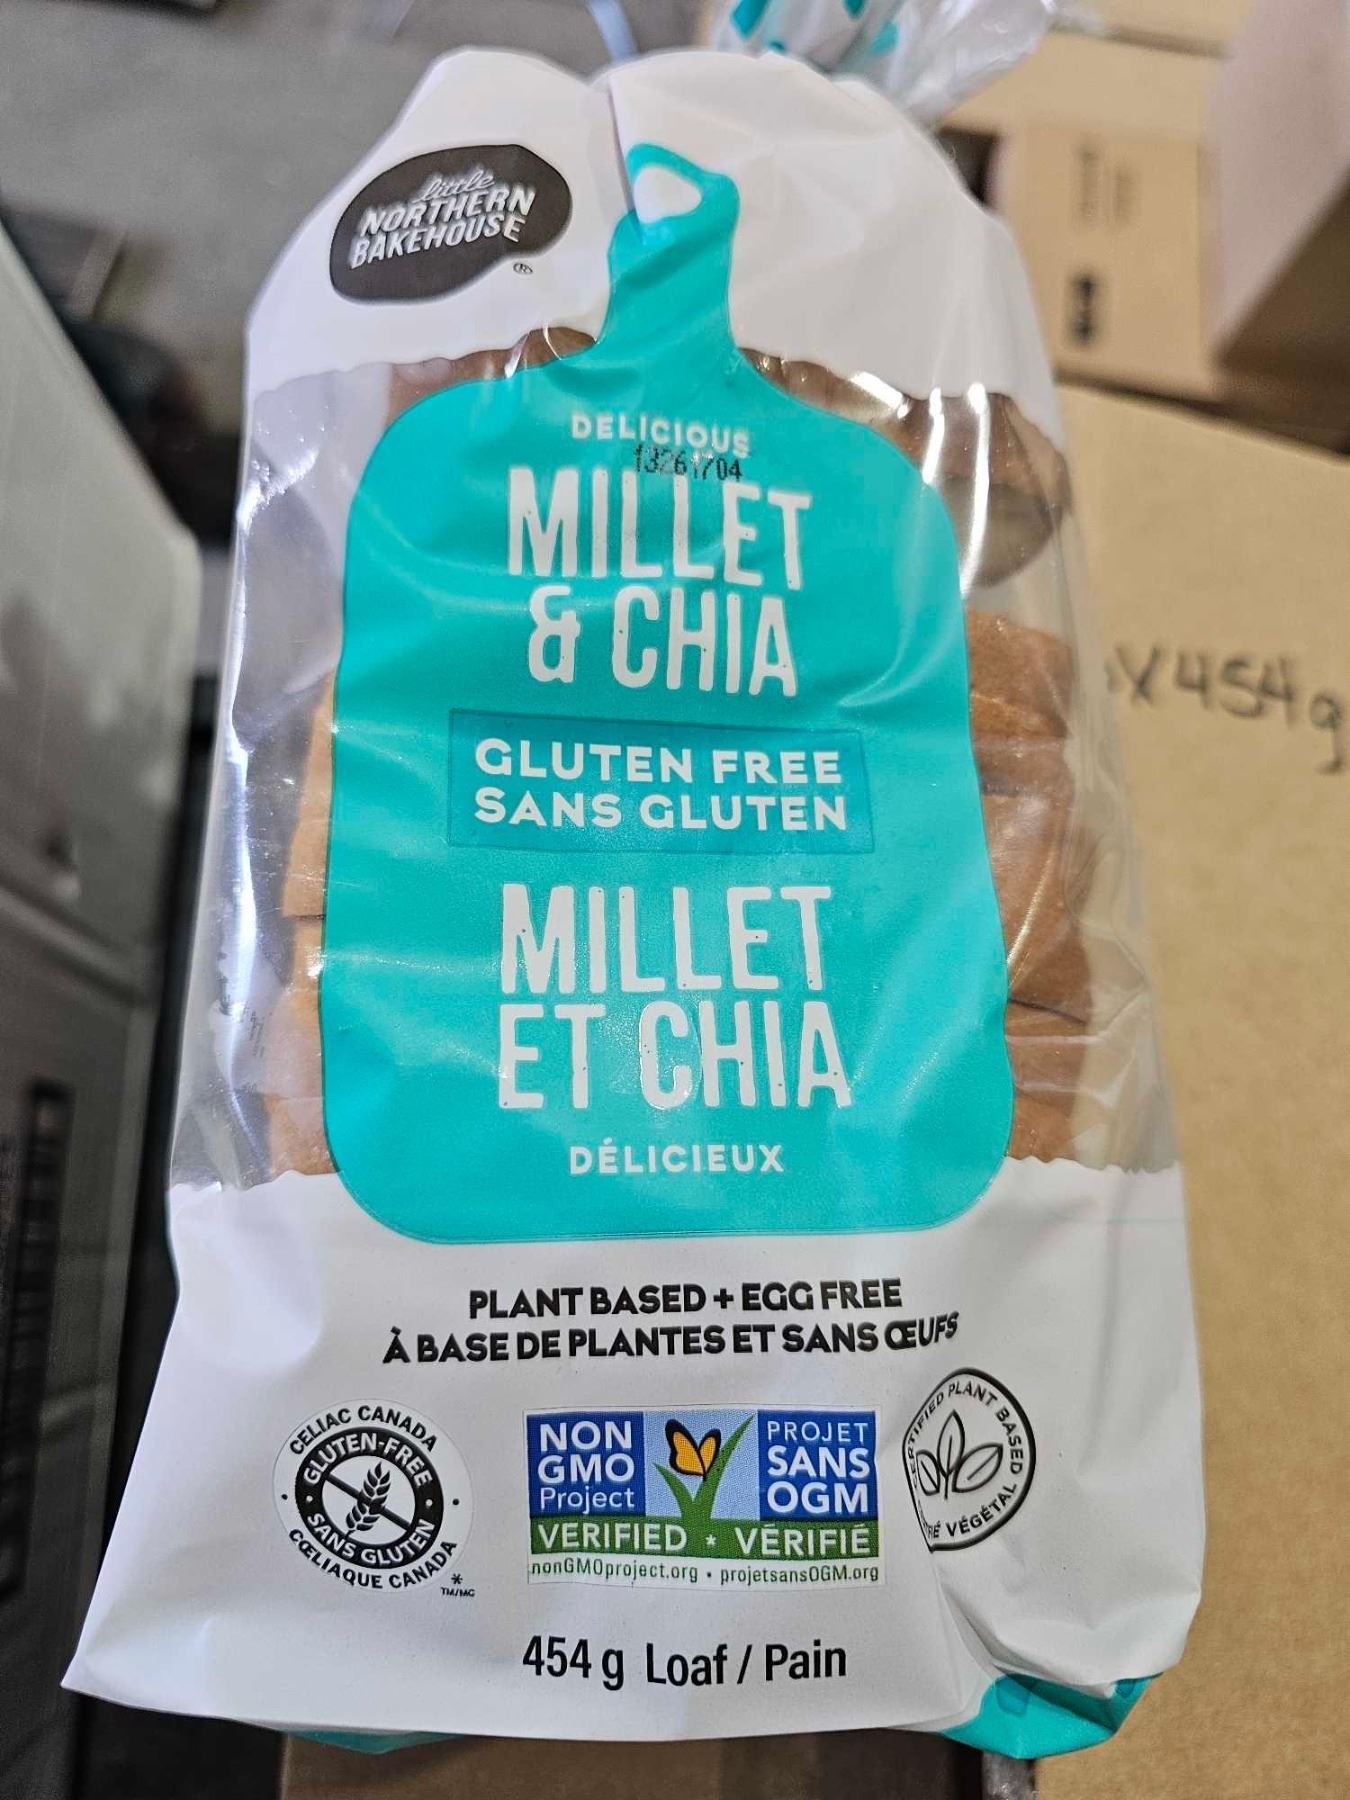 little
NORTHERN
BAKEHOUSE
®
DELICIOUS
13261704
MILLET
& CHIA
GLUTEN FREE
SANS GLUTEN
MILLET
ET CHIA
DÉLICIEUX
PLANT BASED + EGG FREE
À BASE DE PLANTES ET SANS ŒUFS
CELIAC CANADA
GLUTEN-FREE
SANS GLUTEN
CŒLIAQUE CANADA
*
TM/MC
NON
GMO
Project
PROJET
SANS
OGM
VERIFIED * VÉRIFIÉ
nonGMOproject.org • projetsansOGM.org
CERTIFIED PLANT BASED
VÉGÉTAL
454 g Loaf / Pain
X454g